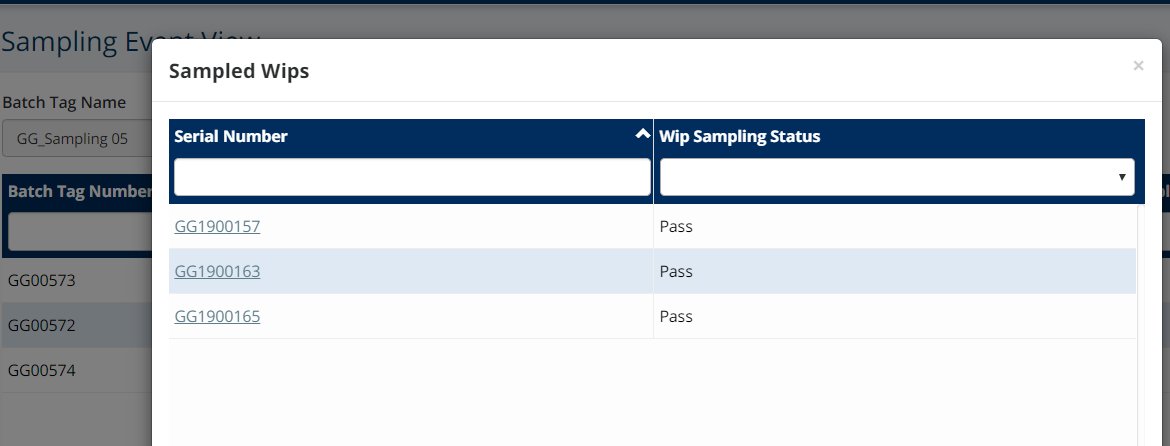 Sampling Event View
Sampled Wips
×
Batch Tag Name
GG_Sampling 05
Serial Number
Wip Sampling Status
Batch Tag Number
GG1900157 Pass
GG1900163 Pass
GG1900165 Pass
GG00573
GG00572
GG00574